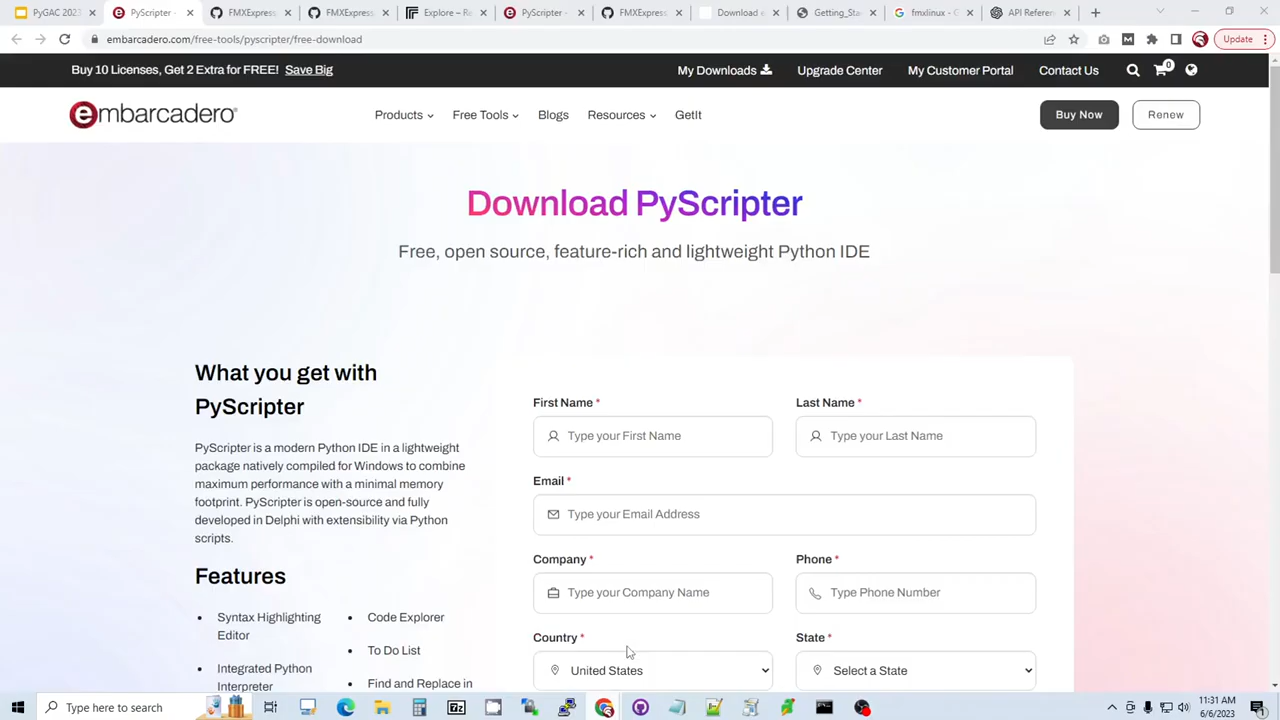 PyGAC 2023
PyScripter -
FMXExpres
FMXExpres
Explore – Re
PyScripter -
FMXExpres
Download e
Getting_Sta
fmxlinux - G
API Referen
embarcadero.com/free-tools/pyscripter/free-download
Update
Buy 10 Licenses, Get 2 Extra for FREE! Save Big
My Downloads
Upgrade Center
My Customer Portal
Contact Us
0
embarcadero
Products
Free Tools
Blogs
Resources
GetIt
Buy Now
Renew
Download PyScripter
Free, open source, feature-rich and lightweight Python IDE
What you get with
PyScripter
PyScripter is a modern Python IDE in a lightweight
package natively compiled for Windows to combine
maximum performance with a minimal memory
footprint. PyScripter is open-source and fully
developed in Delphi with extensibility via Python
scripts.
Features
• Syntax Highlighting
Editor
• Integrated Python
Interpreter
• Code Explorer
• To Do List
• Find and Replace in
First Name *
Type your First Name
Last Name *
Type your Last Name
Email *
Type your Email Address
Company *
Type your Company Name
Phone *
Type Phone Number
Country *
United States
State *
Select a State
Type here to search
11:31 AM
6/6/2023